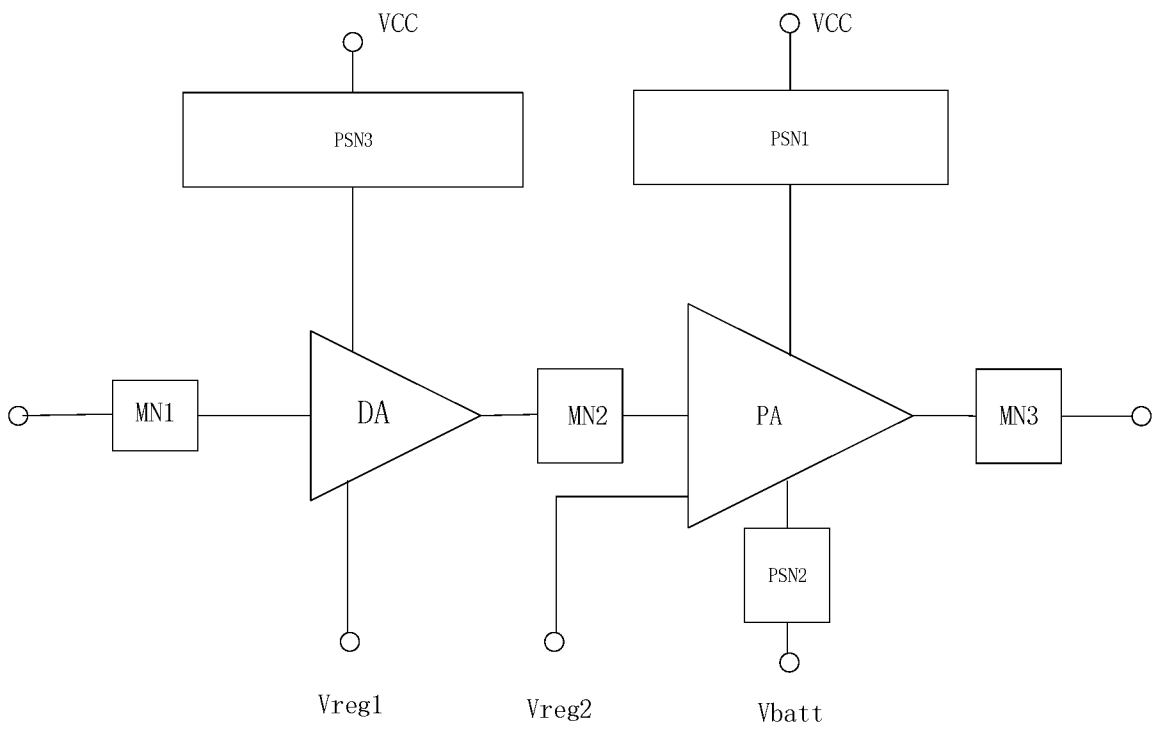 VCC
VCC
PSN3
PSN1
MN1
DA
MN2
PA
MN3
PSN2
Vreg1
Vreg2
Vbatt